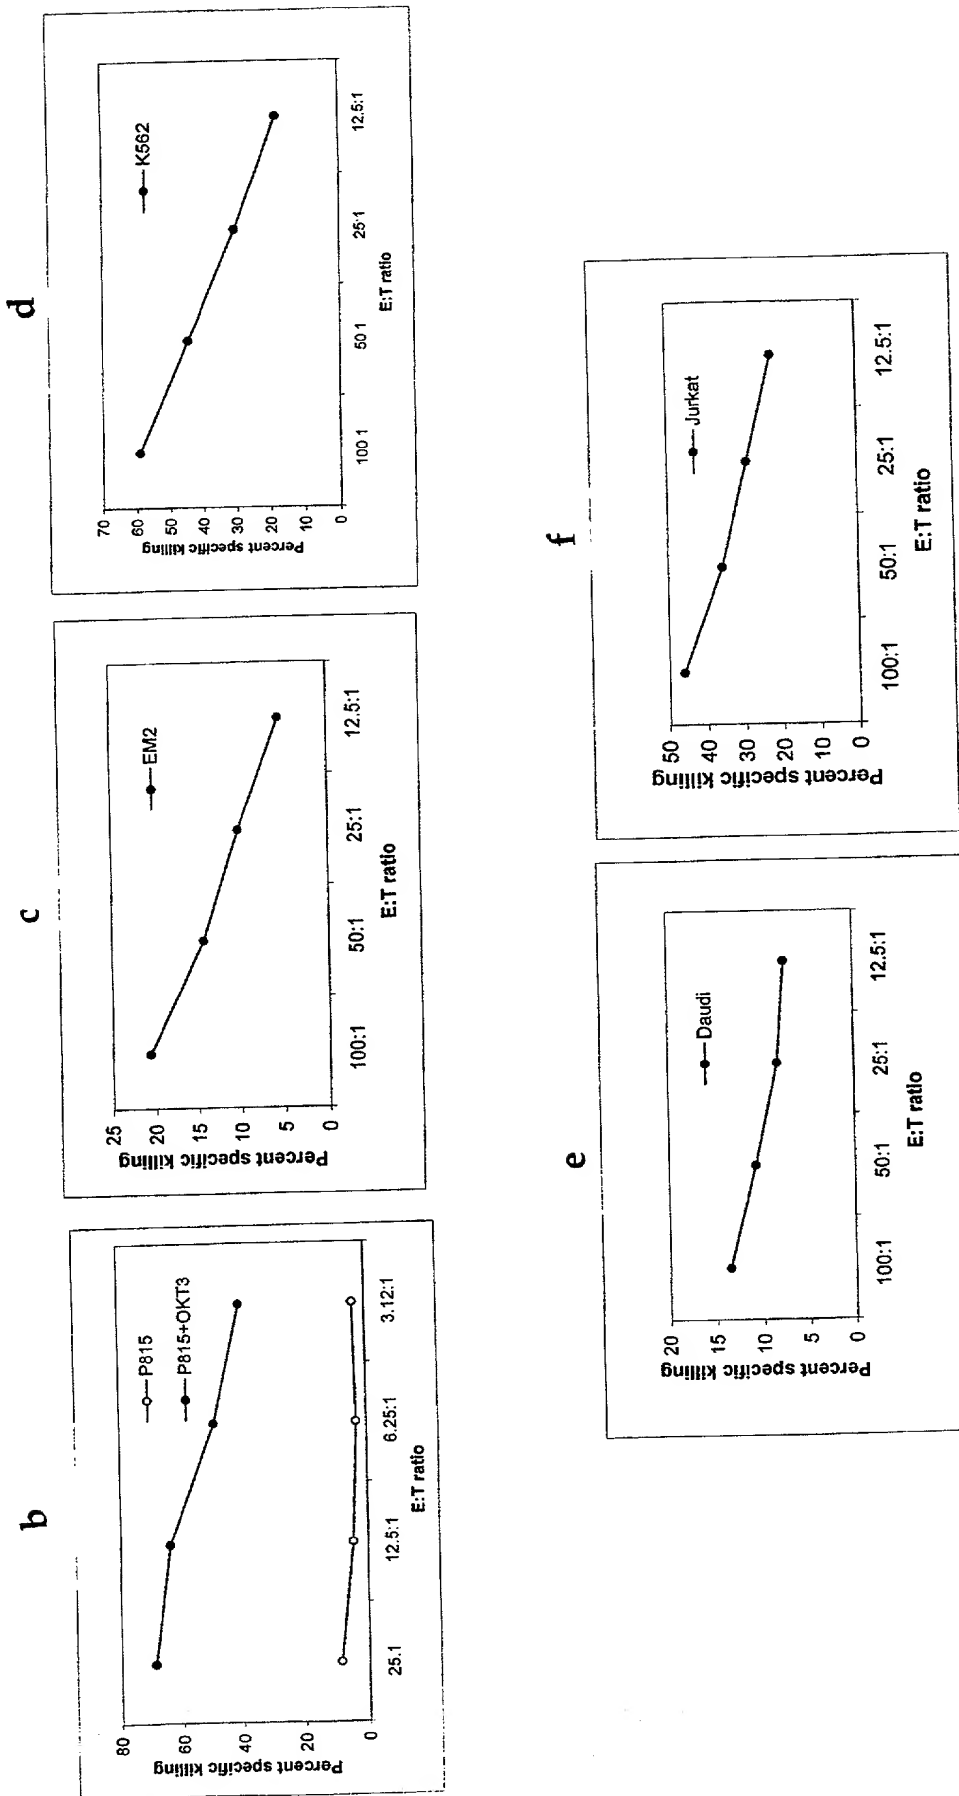 b
80
60
40
20
0
Percent specific killing
P815
P815+OKT3
25.1
12.5:1
6.25:1
3.12:1
E:T ratio
c
25
20
15
10
5
0
Percent specific killing
EM2
100:1
50:1
25:1
12.5:1
E:T ratio
d
70
60
50
40
30
20
10
0
Percent specific killing
K562
100 1
50 1
25:1
12.5:1
E:T ratio
e
20
15
10
5
0
Percent specific killing
Daudi
100:1
50:1
25:1
12.5:1
E:T ratio
f
50
40
30
20
10
0
Percent specific killing
Jurkat
100:1
50:1
25:1
12.5:1
E:T ratio